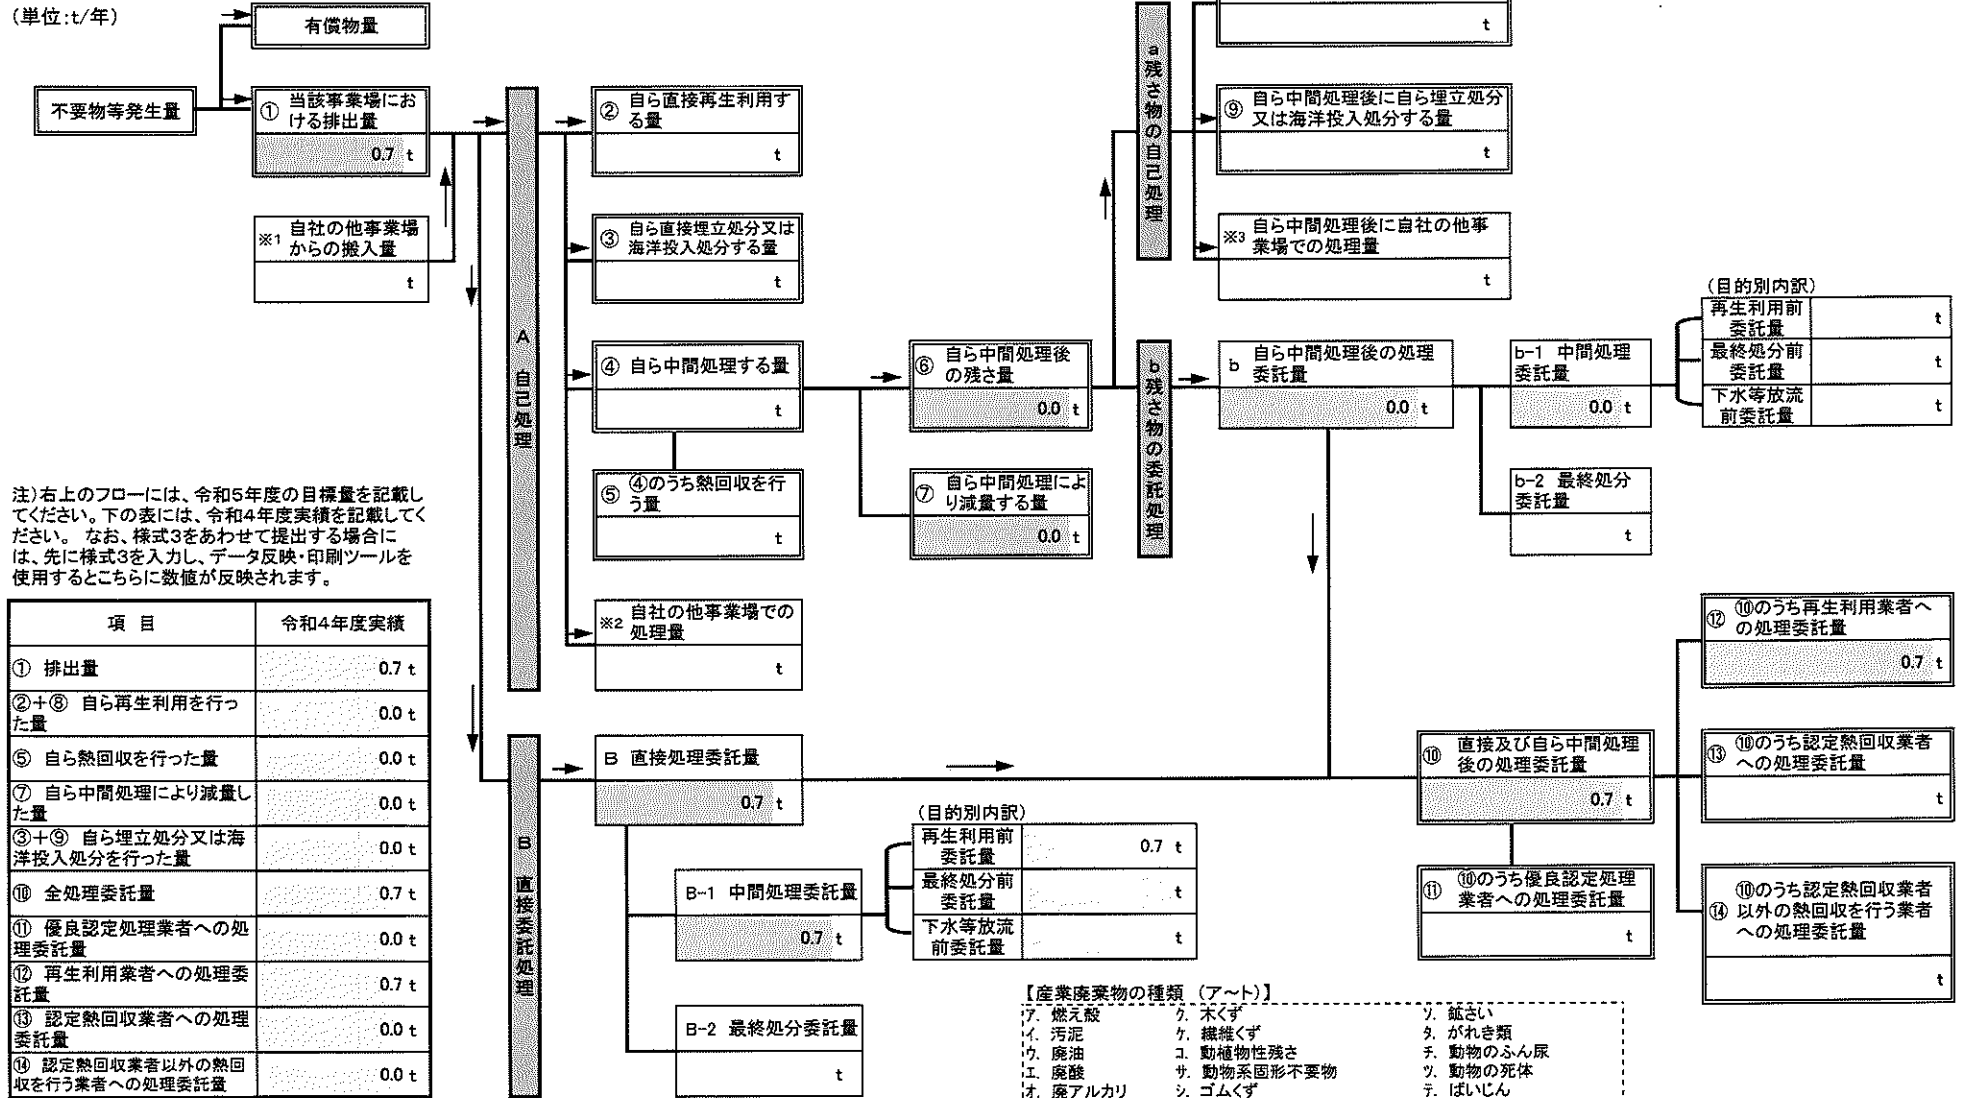 (単位:t/年)
有償物量
不要物等発生量
① 当該事業場にお
ける排出量
0.7 t
※1 自社の他事業場
からの搬入量
t
A 自己処理
② 自ら直接再生利用す
る量
t
③ 自ら直接埋立処分又は
海洋投入処分する量
t
④ 自ら中間処理する量
t
⑤ ④のうち熱回収を行
う量
t
※2 自社の他事業場での
処理量
t
⑥ 自ら中間処理後
の残さ量
0.0 t
⑦ 自ら中間処理によ
り減量する量
0.0 t
a 残さ物の自己処理
t
⑨ 自ら中間処理後に自ら埋立処分
又は海洋投入処分する量
t
※3 自ら中間処理後に自社の他事
業場での処理量
t
b 残さ物の委託処理
b 自ら中間処理後の処理
委託量
0.0 t
b-1 中間処理
委託量
0.0 t
(目的別内訳)
再生利用前
委託量
t
最終処分前
委託量
t
下水等放流
前委託量
t
b-2 最終処分
委託量
t
注)右上のフローには、令和5年度の目標量を記載し
てください。下の表には、令和4年度実績を記載してく
ださい。 なお、様式3をあわせて提出する場合に
は、先に様式3を入力し、データ反映・印刷ツールを
使用するとこちらに数値が反映されます。
項 目 令和4年度実績
① 排出量 0.7 t
②+⑧ 自ら再生利用を行っ
た量 0.0 t
⑤ 自ら熱回収を行った量 0.0 t
⑦ 自ら中間処理により減量し
た量 0.0 t
③+⑨ 自ら埋立処分又は海
洋投入処分を行った量 0.0 t
⑩ 全処理委託量 0.7 t
⑪ 優良認定処理業者への処
理委託量 0.0 t
⑫ 再生利用業者への処理委
託量 0.7 t
⑬ 認定熱回収業者への処理
委託量 0.0 t
⑭ 認定熱回収業者以外の熱回
収を行う業者への処理委託量 0.0 t
B 直接委託処理
B 直接処理委託量
0.7 t
B-1 中間処理委託量
0.7 t
(目的別内訳)
再生利用前
委託量
0.7 t
最終処分前
委託量
t
下水等放流
前委託量
t
B-2 最終処分委託量
t
⑩ 直接及び自ら中間処理
後の処理委託量
0.7 t
⑪ ⑩のうち優良認定処理
業者への処理委託量
t
⑫ ⑩のうち再生利用業者へ
の処理委託量
0.7 t
⑬ ⑩のうち認定熱回収業者
への処理委託量
t
⑭ ⑩のうち認定熱回収業者
以外の熱回収を行う業者
への処理委託量
t
【産業廃棄物の種類 (ア~ト)】
ア. 燃え殻 ク. 木くず ソ. 鉱さい
イ. 汚泥 ケ. 繊維くず タ. がれき類
ウ. 廃油 コ. 動植物性残さ チ. 動物のふん尿
エ. 廃酸 サ. 動物系固形不要物 ツ. 動物の死体
オ. 廃アルカリ シ. ゴムくず テ. ばいじん